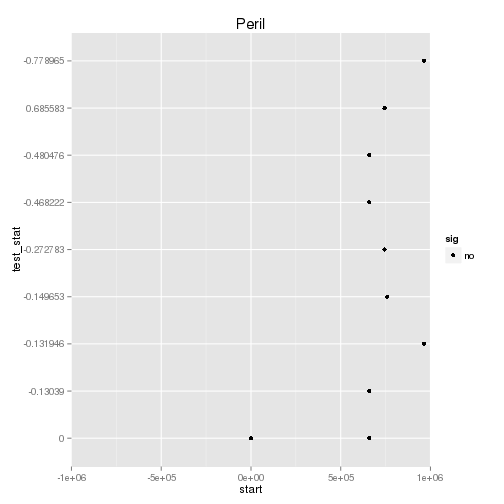 Peril
-0.778965
0.685583
-0.480476
-0.468222
-0.272783
-0.149653
-0.131946
-0.13039
0
test_stat
-1e+06
-5e+05
0e+00
5e+05
1e+06
start
sig
no